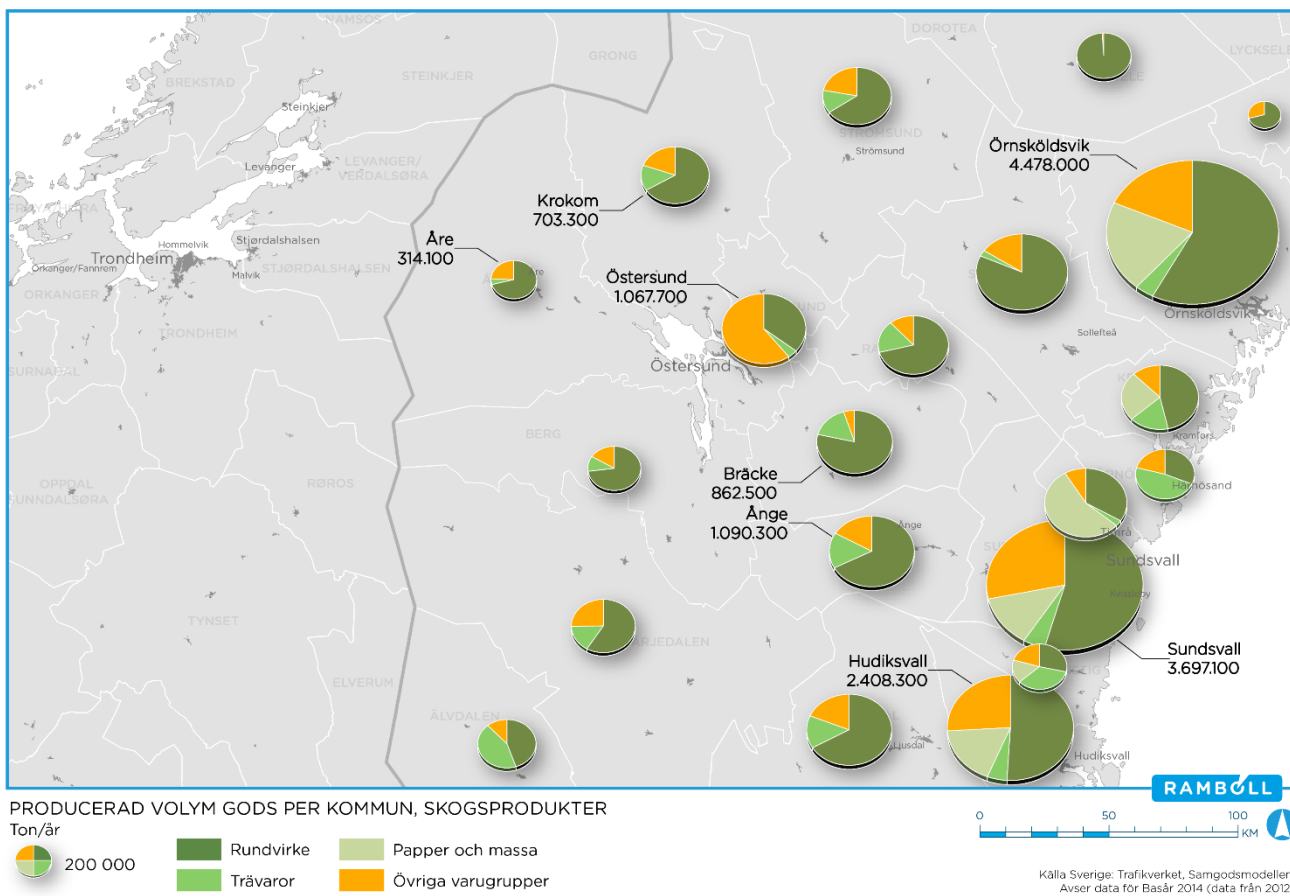 NAMSOS
DOROTEA
LYCKSELE
GRONG
STEINKJER
BREKSTAD
Steinkjer
STRÖMSUND
Strömsund
Örnsköldsvik
4.478.000
Levanger
LEVANGER/
VERDALSØRA
Krokom
703.300
Åre
314.100
Hommelvik
Stjørdalshalsen
Trondheim
Orkanger/Fannrem
Malvik
STJØRDALSHALSEN
ORKANGER
Östersund
1.067.700
TRONDHEIM
Örnsköldsvik
Sollefteå
SURNADAL
Östersund
BERG
Kramfors
Bräcke
862.500
Härnösand
OPPDAL
SUNNDALSØRA
RØROS
Ånge
1.090.300
Ånge
Timrå
Sundsvall
Kvissleby
TYNSET
Sundsvall
3.697.100
Hudiksvall
2.408.300
ELVERUM
ÄLVDALEN
Ljusdal
Hudiksvall
RAMBOLL
PRODUCERAD VOLYM GODS PER KOMMUN, SKOGSPRODUKTER
Ton/år
200 000
Rundvirke
Papper och massa
Trävaror
Övriga varugrupper
0 50 100
KM
Källa Sverige: Trafikverket, Samgodsmodellen
Avser data för Basår 2014 (data från 2012